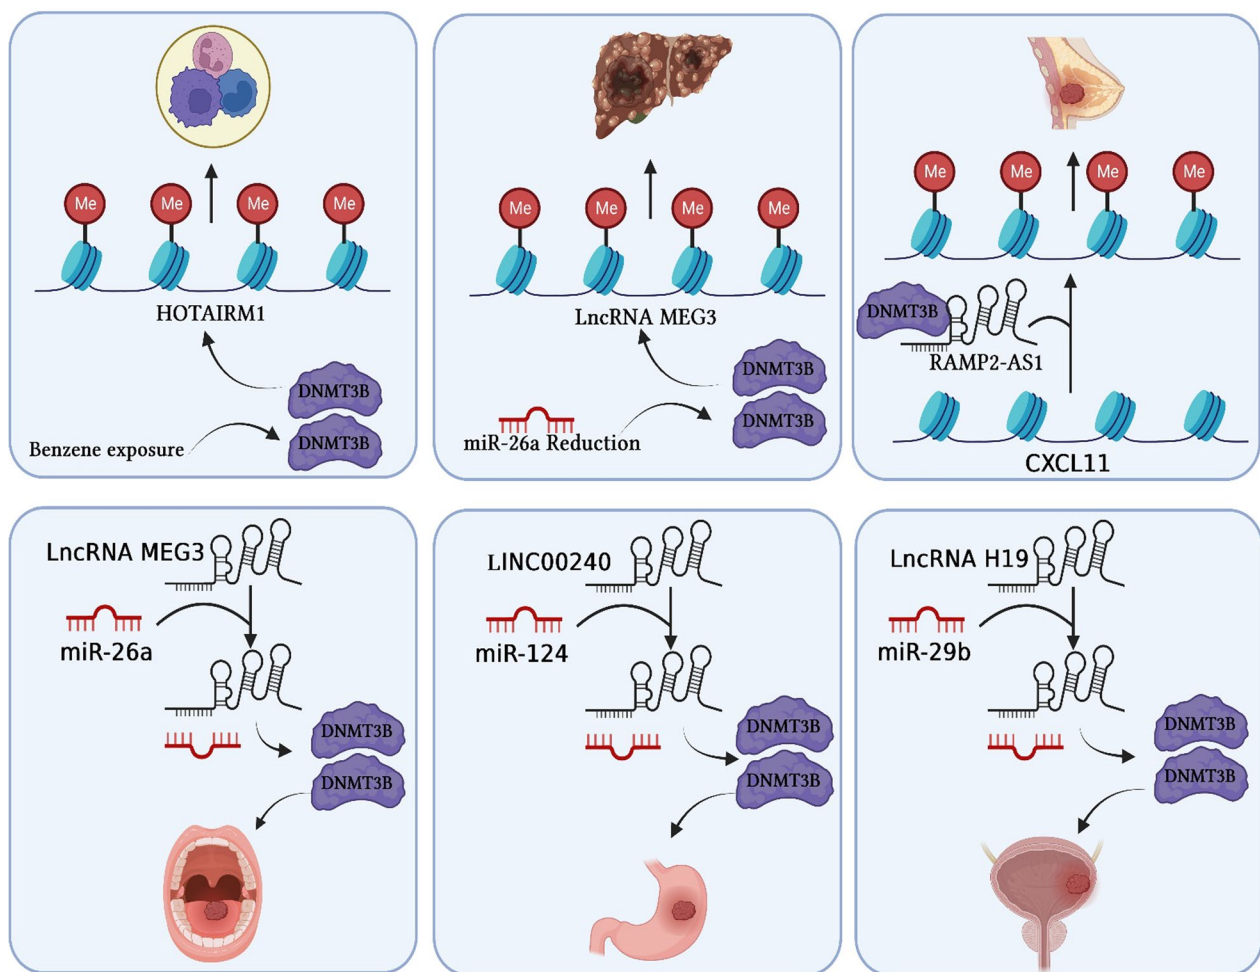 Me Me Me Me
HOTAIRM1
DNMT3B
DNMT3B
Benzene exposure
Me Me Me Me
LncRNA MEG3
DNMT3B
DNMT3B
miR-26a Reduction
Me Me Me Me
DNMT3B
RAMP2-AS1
CXCL11
LncRNA MEG3
miR-26a
DNMT3B
DNMT3B
LINC00240
miR-124
DNMT3B
DNMT3B
LncRNA H19
miR-29b
DNMT3B
DNMT3B